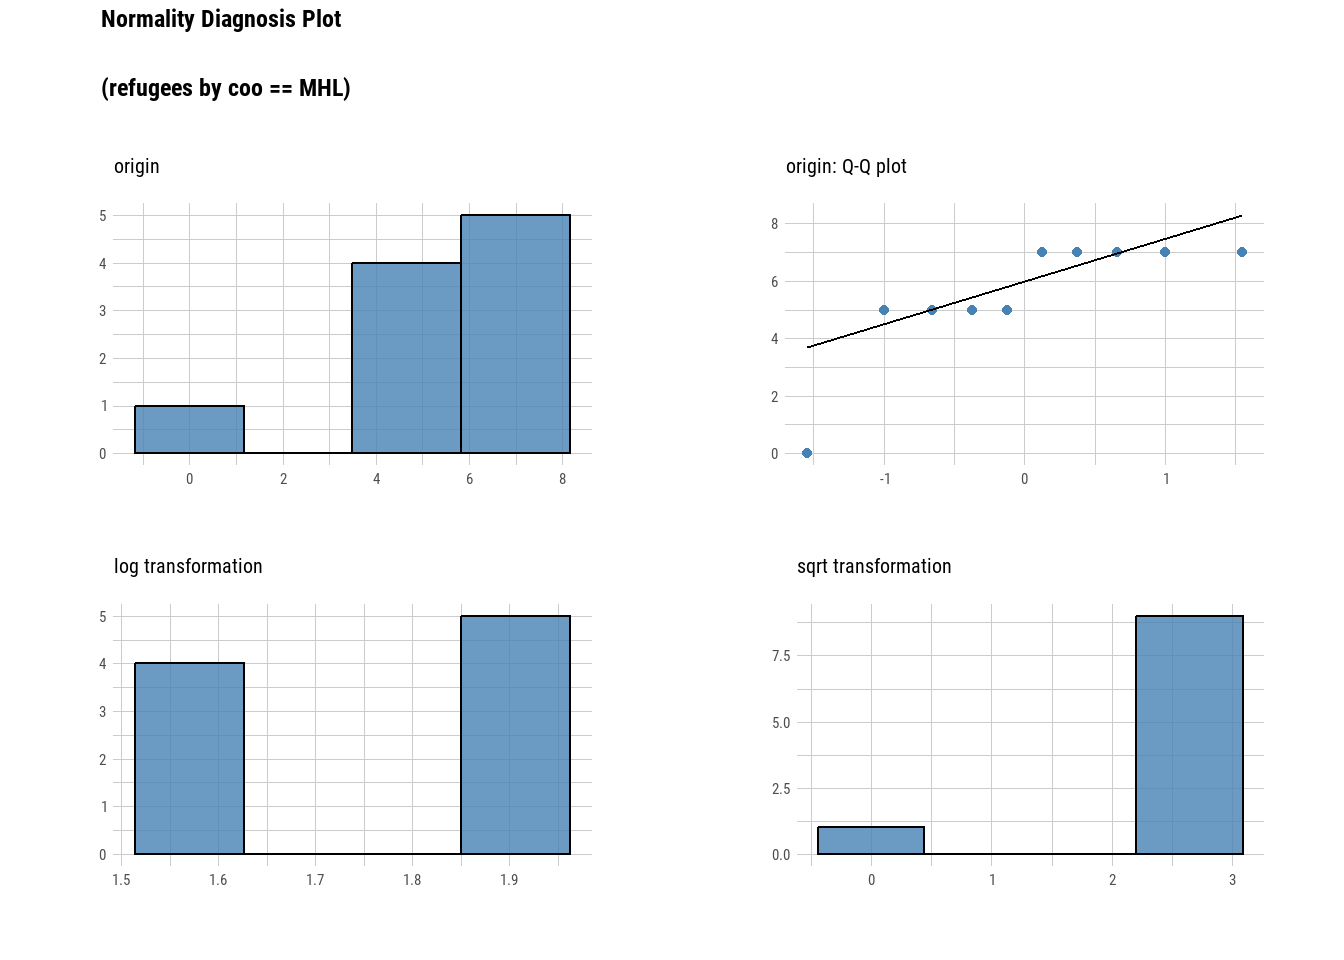 Normality Diagnosis Plot
(refugees by coo == MHL)
origin
5
4
3
2
1
0
0 2 4 6 8
origin: Q-Q plot
8
6
4
2
0
-1 0 1
log transformation
5
4
3
2
1
0
1.5 1.6 1.7 1.8 1.9
sqrt transformation
7.5
5.0
2.5
0.0
0 1 2 3